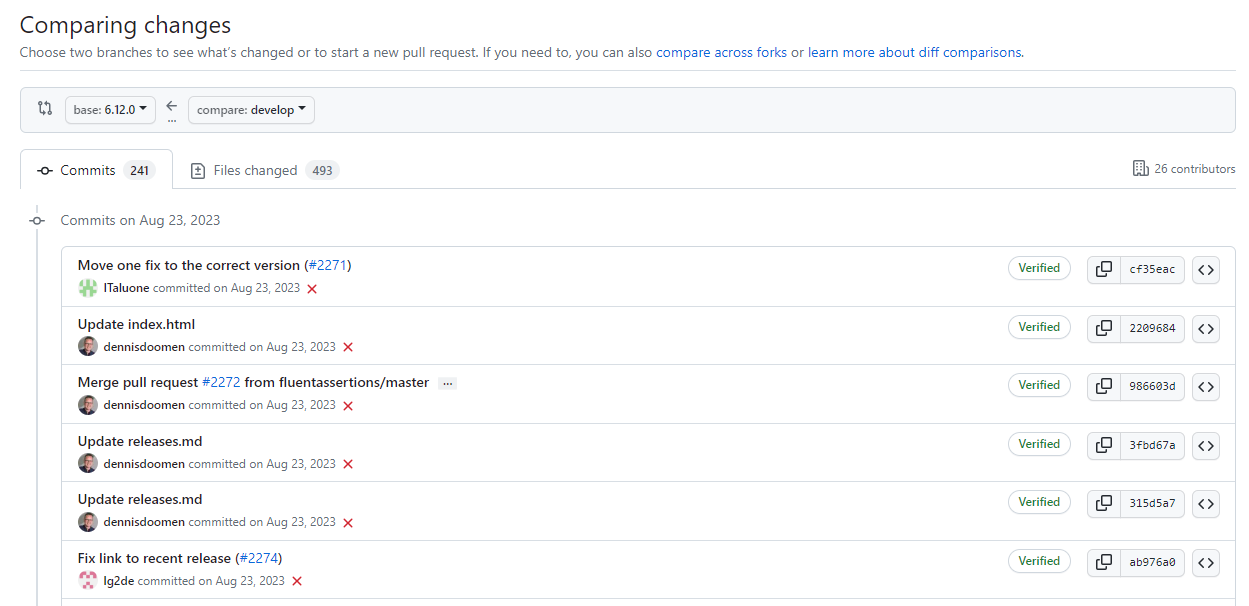 Comparing changes
Choose two branches to see what's changed or to start a new pull request. If you need to, you can also compare across forks or learn more about diff comparisons.
base: 6.12.0 ... compare: develop
Commits 241 Files changed 493 26 contributors
Commits on Aug 23, 2023
Move one fix to the correct version (#2271) Verified cf35eac
ITaluone committed on Aug 23, 2023
Update index.html Verified 2209684
dennisdoomen committed on Aug 23, 2023
Merge pull request #2272 from fluentassertions/master ... Verified 986603d
dennisdoomen committed on Aug 23, 2023
Update releases.md Verified 3fbd67a
dennisdoomen committed on Aug 23, 2023
Update releases.md Verified 315d5a7
dennisdoomen committed on Aug 23, 2023
Fix link to recent release (#2274) Verified ab976a0
lg2de committed on Aug 23, 2023